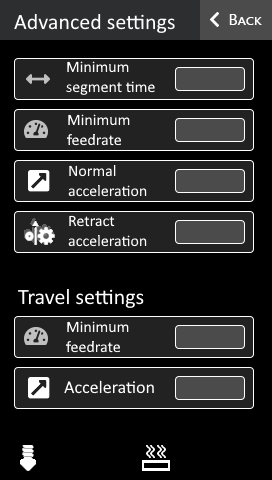 Advanced settings
Back
Minimum
segment time
Minimum
feedrate
Normal
acceleration
Retract
acceleration
Travel settings
Minimum
feedrate
Acceleration